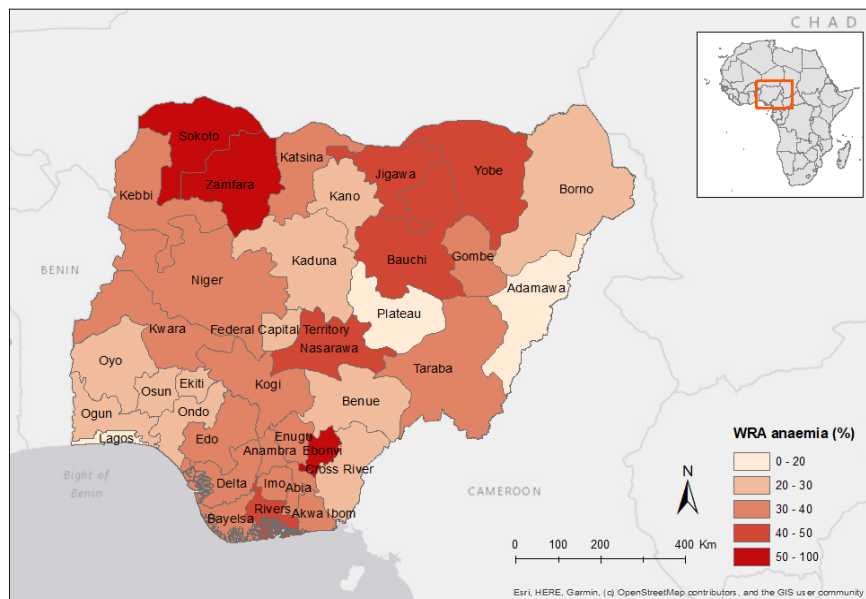 CHAD
Sokoto
Katsina
Jigawa
Yobe
Zamfara
Kebbi
Kano
Borno
Bauchi
Gombe
Kaduna
BENIN
Niger
Adamawa
Plateau
Kwara
Federal Capital Territory
Nasarawa
Oyo
Taraba
Kogi
Ekiti
Osun
Benue
Ogun
Ondo
Lagos
Edo
Enugu
Anambra
Ebonyi
Cross River
Bight of
Benin
Delta
Imo
Abia
Rivers
Akwa Ibom
Bayelsa
CAMEROON
N
WRA anaemia (%)
0 - 20
20 - 30
30 - 40
40 - 50
50 - 100
0 100 200 300 400 Km
Esri, HERE, Garmin, (c) OpenStreetMap contributors, and the GIS user community